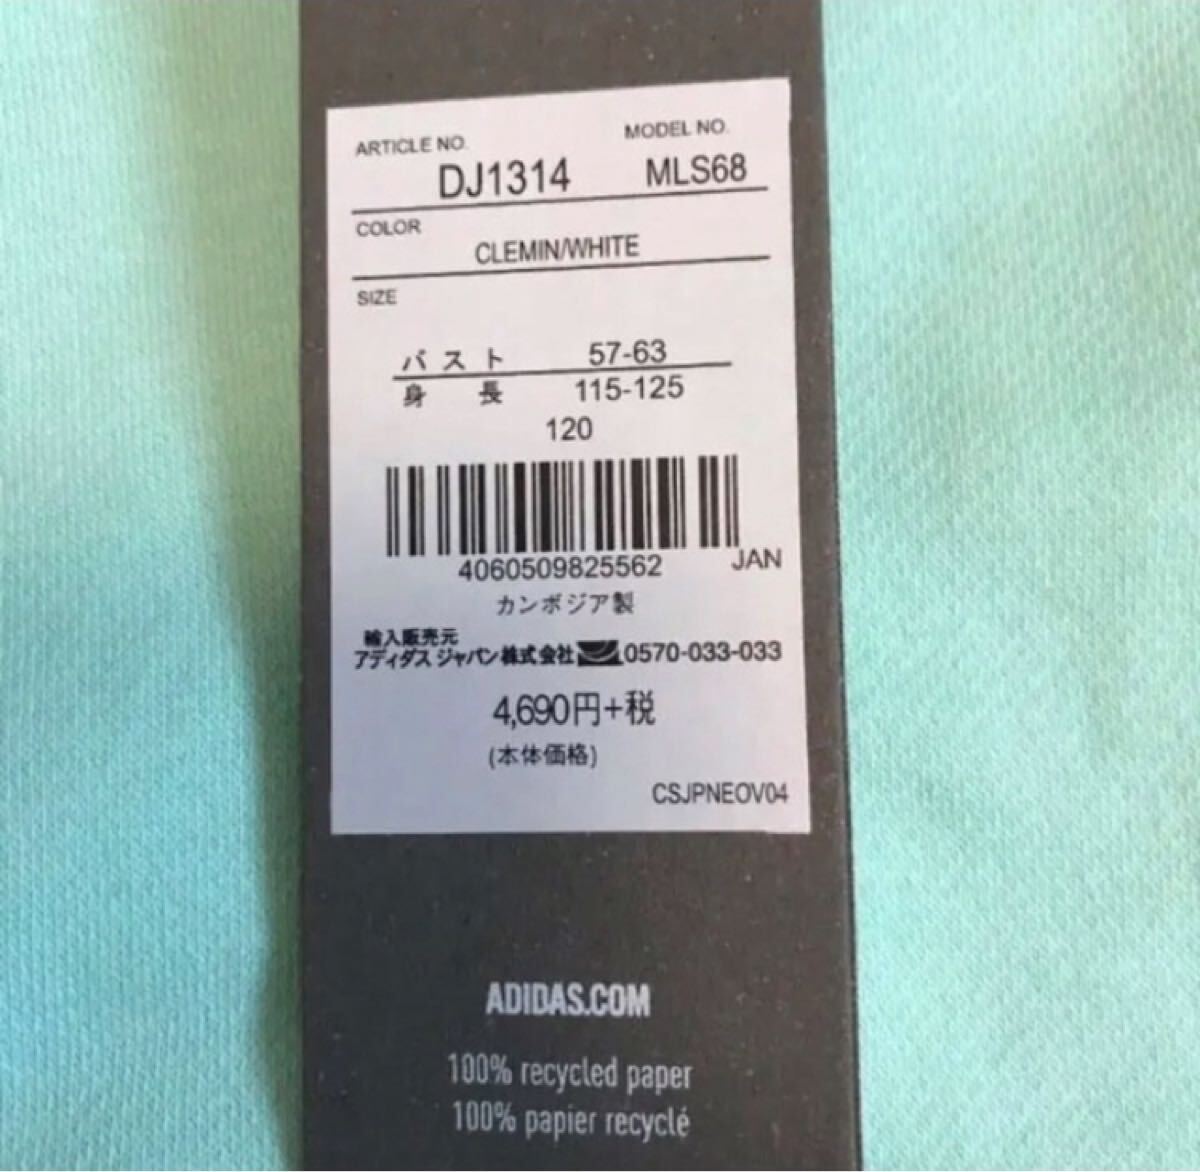 ARTICLE NO. MODEL NO.
DJ1314 MLS68
COLOR
CLEMIN/WHITE
SIZE
バスト 57-63
身長 115-125
120
4060509825562 JAN
カンボジア製
輸入販売元
アディダス ジャパン株式会社 0570-033-033
4,690円+税
(本体価格)
CSJPNEOV04
ADIDAS.COM
100% recycled paper
100% papier recyclé